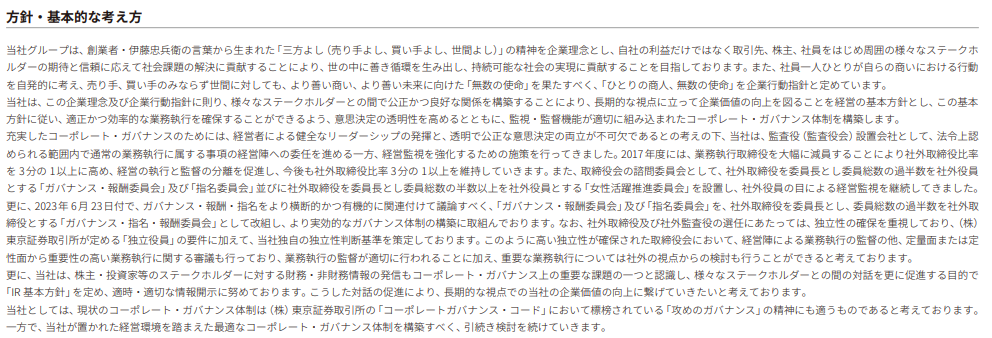 方針・基本的な考え方
当社グループは、創業者・伊藤忠兵衛の言葉から生まれた「三方よし（売り手よし、買い手よし、世間よし）」の精神を企業理念とし、自社の利益だけではなく取引先、株主、社員をはじめ周囲の様々なステークホ
ルダーの期待と信頼に応えて社会課題の解決に貢献することにより、世の中に善き循環を生み出し、持続可能な社会の実現に貢献することを目指しております。また、社員一人ひとりが自らの商いにおける行動
を自発的に考え、売り手、買い手のみならず世間に対しても、より善い商い、より善い未来に向けた「無数の使命」を果たすべく、「ひとりの商人、無数の使命」を企業行動指針と定めています。
当社は、この企業理念及び企業行動指針に則り、様々なステークホルダーとの間で公正かつ良好な関係を構築することにより、長期的な視点に立って企業価値の向上を図ることを経営の基本方針とし、この基本
方針に従い、適正かつ効率的な業務執行を確保することができるよう、意思決定の透明性を高めるとともに、監視・監督機能が適切に組み込まれたコーポレート・ガバナンス体制を構築します。
充実したコーポレート・ガバナンスのためには、経営者による健全なリーダーシップの発揮と、透明で公正な意思決定の両立が不可欠であるとの考えの下、当社は、監査役（監査役会）設置会社として、法令上認
められる範囲内で通常の業務執行に属する事項の経営陣への委任を進める一方、経営監視を強化するための施策を行ってきました。2017年度には、業務執行取締役を大幅に減員することにより社外取締役比率
を3分の1以上に高め、経営の執行と監督の分離を促進し、今後も社外取締役比率3分の1以上を維持していきます。また、取締役会の諮問委員会として、社外取締役を委員長とし委員総数の過半数を社外役員
とする「ガバナンス・報酬委員会」及び「指名委員会」並びに社外取締役を委員長とし委員総数の半数以上を社外役員とする「女性活躍推進委員会」を設置し、社外役員の目による経営監視を継続してきました。
更に、2023年6月23日付で、ガバナンス・報酬・指名をより横断的かつ有機的に関連付けて議論すべく、「ガバナンス・報酬委員会」及び「指名委員会」を、社外取締役を委員長とし、委員総数の過半数を社外取
締役とする「ガバナンス・指名・報酬委員会」として改組し、より実効的なガバナンス体制の構築に取組んでおります。なお、社外取締役及び社外監査役の選任にあたっては、独立性の確保を重視しており、（株）
東京証券取引所が定める「独立役員」の要件に加えて、当社独自の独立性判断基準を策定しております。このように高い独立性が確保された取締役会において、経営陣による業務執行の監督の他、定量面または定
性面から重要性の高い業務執行に関する審議も行っており、業務執行の監督が適切に行われることに加え、重要な業務執行については社外の視点からの検討も行うことができると考えております。
更に、当社は、株主・投資家等のステークホルダーに対する財務・非財務情報の発信もコーポレート・ガバナンス上の重要な課題の一つと認識し、様々なステークホルダーとの間の対話を更に促進する目的で
「IR基本方針」を定め、適時・適切な情報開示に努めております。こうした対話の促進により、長期的な視点での当社の企業価値の向上に繋げていきたいと考えております。
当社としては、現状のコーポレート・ガバナンス体制は（株）東京証券取引所の「コーポレートガバナンス・コード」において標榜されている「攻めのガバナンス」の精神にも適うものであると考えております。
一方で、当社が置かれた経営環境を踏まえた最適なコーポレート・ガバナンス体制を構築すべく、引続き検討を続けていきます。